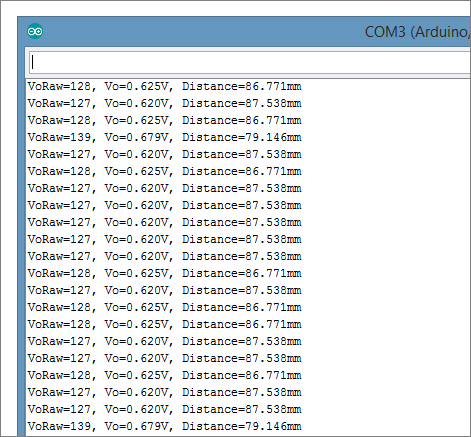 COM3 (Arduino,
VoRaw=128, Vo=0.625V, Distance=86.771mm
VoRaw=127, Vo=0.620V, Distance=87.538mm
VoRaw=128, Vo=0.625V, Distance=86.771mm
VoRaw=139, Vo=0.679V, Distance=79.146mm
VoRaw=127, Vo=0.620V, Distance=87.538mm
VoRaw=128, Vo=0.625V, Distance=86.771mm
VoRaw=127, Vo=0.620V, Distance=87.538mm
VoRaw=127, Vo=0.620V, Distance=87.538mm
VoRaw=127, Vo=0.620V, Distance=87.538mm
VoRaw=127, Vo=0.620V, Distance=87.538mm
VoRaw=127, Vo=0.620V, Distance=87.538mm
VoRaw=128, Vo=0.625V, Distance=86.771mm
VoRaw=127, Vo=0.620V, Distance=87.538mm
VoRaw=128, Vo=0.625V, Distance=86.771mm
VoRaw=128, Vo=0.625V, Distance=86.771mm
VoRaw=127, Vo=0.620V, Distance=87.538mm
VoRaw=127, Vo=0.620V, Distance=87.538mm
VoRaw=128, Vo=0.625V, Distance=86.771mm
VoRaw=127, Vo=0.620V, Distance=87.538mm
VoRaw=127, Vo=0.620V, Distance=87.538mm
VoRaw=139, Vo=0.679V, Distance=79.146mm